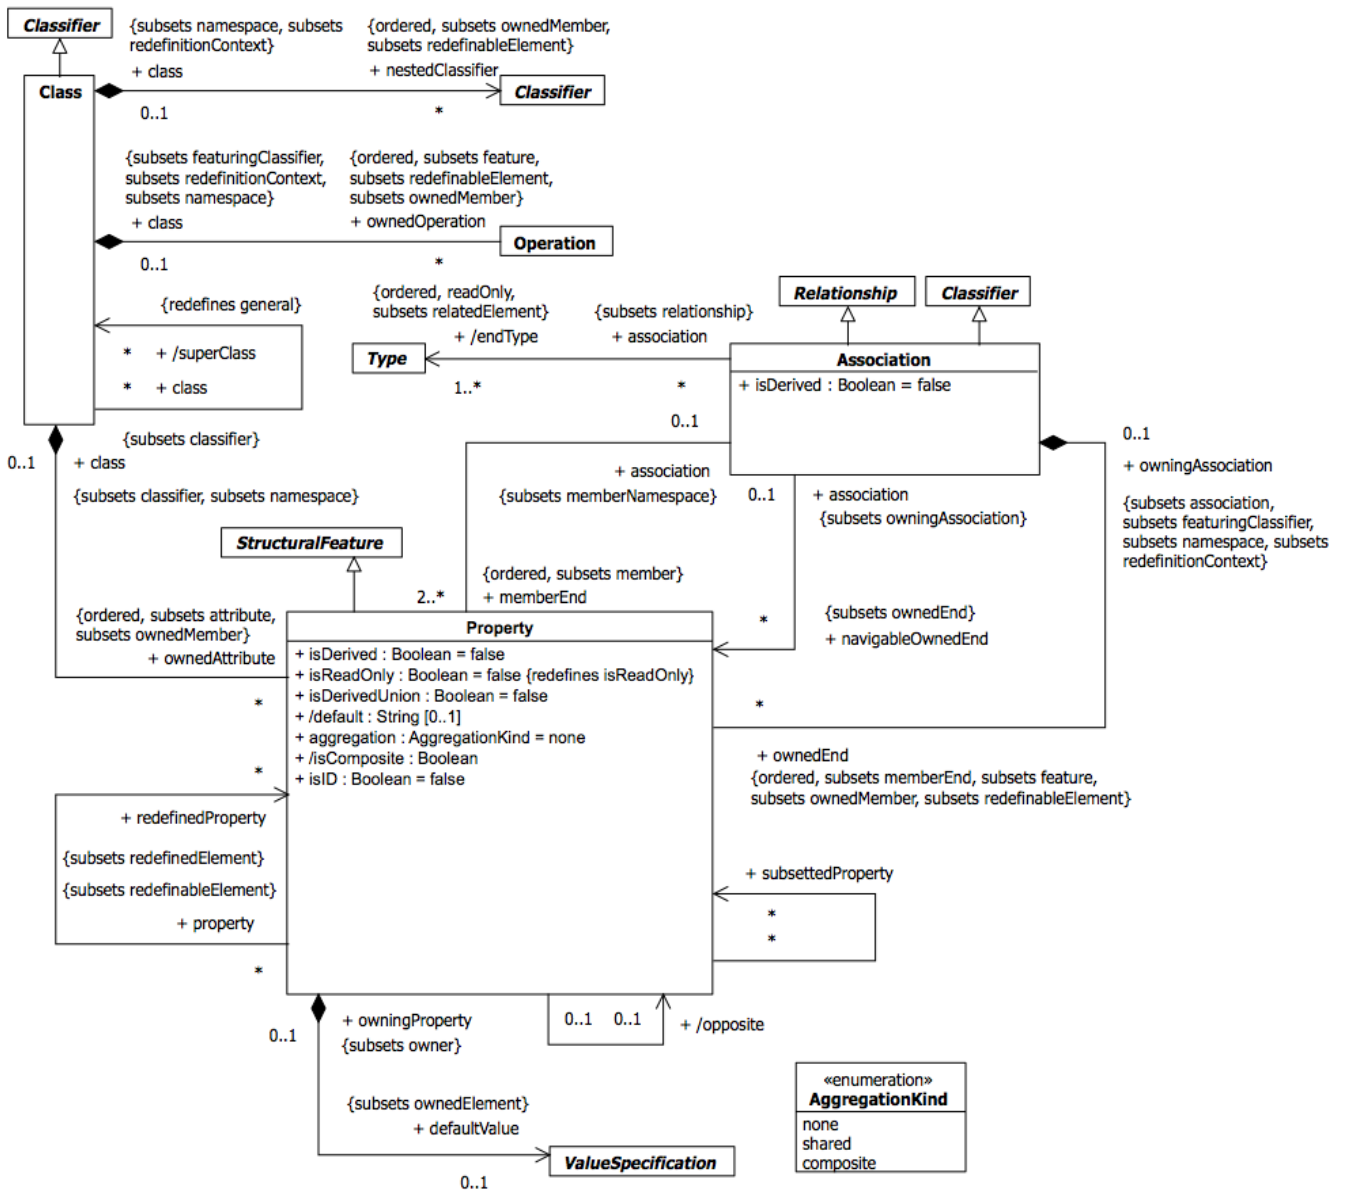 Classifier
{subsets namespace, subsets
redefinitionContext}
+ class
0..1
{ordered, subsets ownedMember,
subsets redefinableElement}
+ nestedClassifier
*
Classifier
Class
{subsets featuringClassifier,
subsets redefinitionContext,
subsets namespace}
+ class
0..1
{ordered, subsets feature,
subsets redefinableElement,
subsets ownedMember}
+ ownedOperation
*
Operation
{redefines general}
* + /superClass
* + class
{subsets classifier}
{ordered, readOnly,
subsets relatedElement}
+ /endType
1..*
Type
{subsets relationship}
+ association
*
Relationship
Classifier
Association
+ isDerived : Boolean = false
0..1
+ association
{subsets memberNamespace}
0..1
+ association
{subsets owningAssociation}
0..1
+ owningAssociation
{subsets association,
subsets featuringClassifier,
subsets namespace, subsets
redefinitionContext}
0..1
+ class
{subsets classifier, subsets namespace}
StructuralFeature
{ordered, subsets member}
2..*
+ memberEnd
{ordered, subsets attribute,
subsets ownedMember}
+ ownedAttribute
*
*
{subsets ownedEnd}
+ navigableOwnedEnd
Property
+ isDerived : Boolean = false
+ isReadOnly : Boolean = false {redefines isReadOnly}
+ isDerivedUnion : Boolean = false
+ /default : String [0..1]
+ aggregation : AggregationKind = none
+ /isComposite : Boolean
+ isID : Boolean = false
*
+ ownedEnd
{ordered, subsets memberEnd, subsets feature,
subsets ownedMember, subsets redefinableElement}
*
+ redefinedProperty
{subsets redefinedElement}
{subsets redefinableElement}
+ property
*
+ subsettedProperty
*
*
0..1
+ owningProperty
{subsets owner}
0..1 0..1
+ /opposite
{subsets ownedElement}
+ defaultValue
0..1
ValueSpecification
«enumeration»
AggregationKind
none
shared
composite